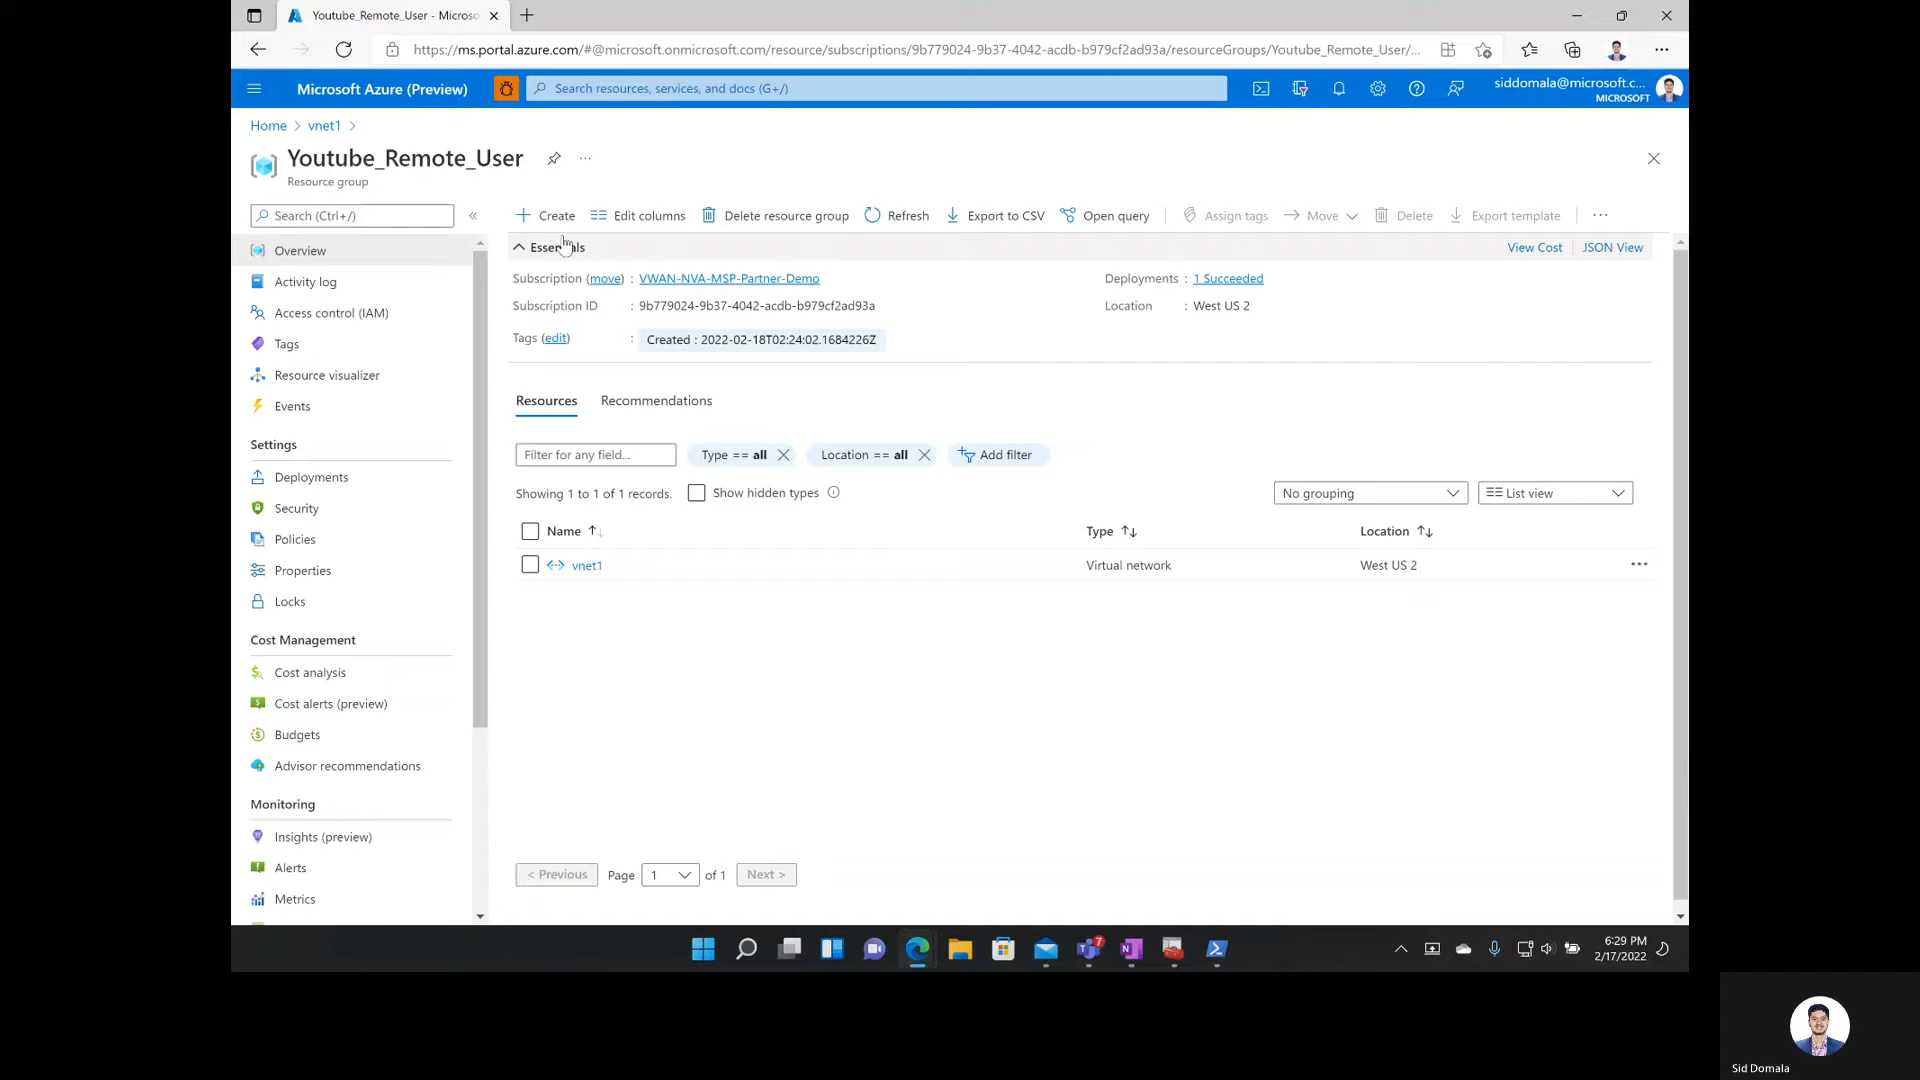 Youtube_Remote_User - Microso
https://ms.portal.azure.com/#@microsoft.onmicrosoft.com/resource/subscriptions/9b779024-9b37-4042-acdb-b979cf2ad93a/resourceGroups/Youtube_Remote_User/...
Microsoft Azure (Preview)
Search resources, services, and docs (G+/)
siddomala@microsoft.c...
MICROSOFT
Home > vnet1 >
Youtube_Remote_User
Resource group
Search (Ctrl+/)
Create Edit columns Delete resource group Refresh Export to CSV Open query Assign tags Move Delete Export template
Overview
Activity log
Access control (IAM)
Tags
Resource visualizer
Events
Settings
Deployments
Security
Policies
Properties
Locks
Cost Management
Cost analysis
Cost alerts (preview)
Budgets
Advisor recommendations
Monitoring
Insights (preview)
Alerts
Metrics
Essentials
View Cost JSON View
Subscription (move) : VWAN-NVA-MSP-Partner-Demo
Deployments : 1 Succeeded
Subscription ID : 9b779024-9b37-4042-acdb-b979cf2ad93a
Location : West US 2
Tags (edit) : Created : 2022-02-18T02:24:02.1684226Z
Resources Recommendations
Filter for any field... Type == all Location == all Add filter
Showing 1 to 1 of 1 records. Show hidden types
No grouping List view
Name Type Location
vnet1 Virtual network West US 2
< Previous Page 1 of 1 Next >
7
6:29 PM
2/17/2022
Sid Domala